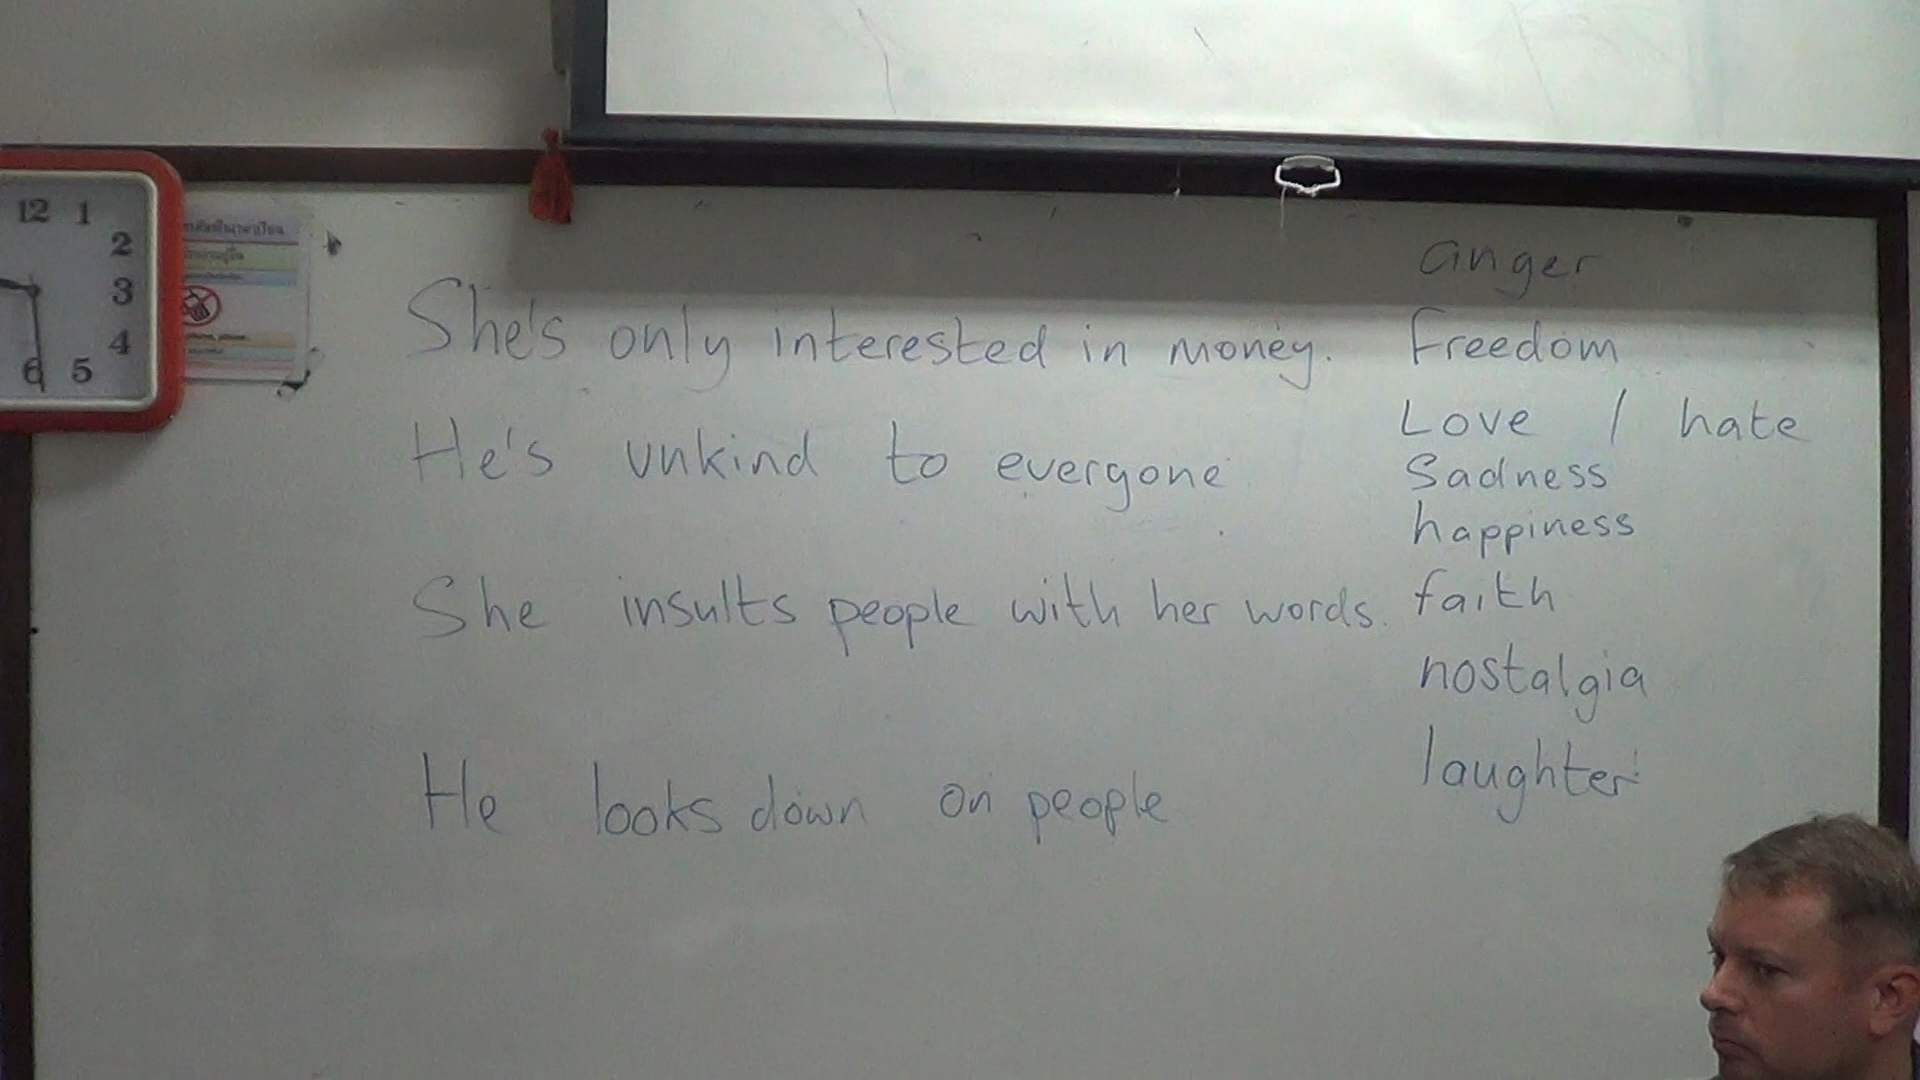 12 1
2
3
4
5
6
She's only interested in money.
He's unkind to everyone
She insults people with her words.
He looks down on people
anger
Freedom
Love / hate
Sadness
happiness
faith
nostalgia
laughter